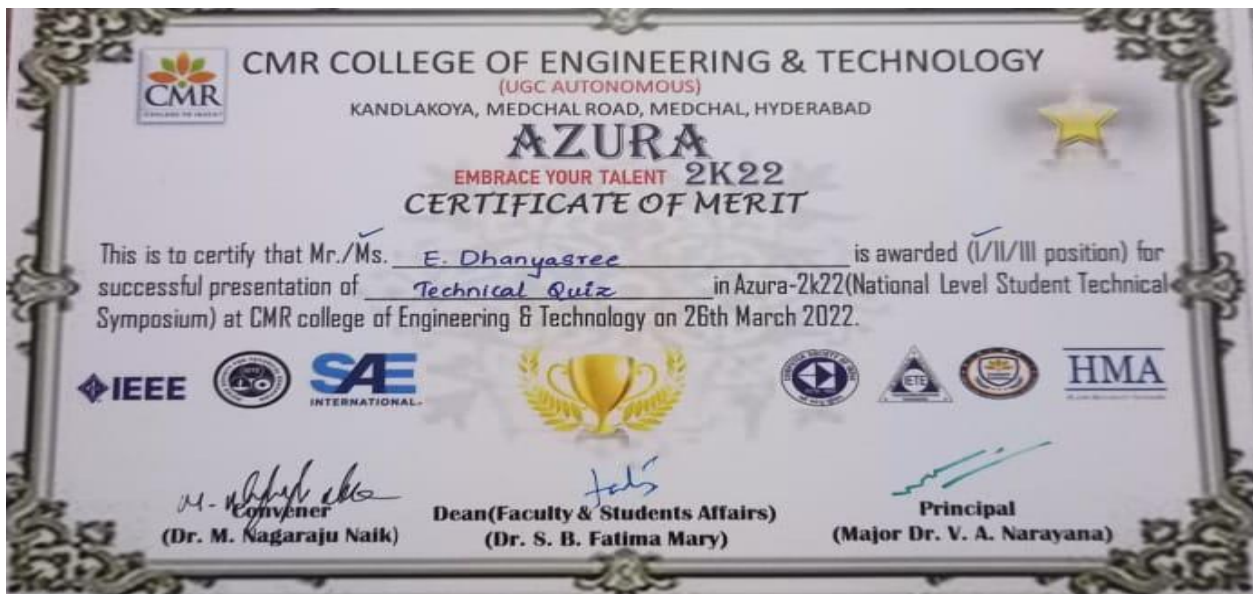 CMR COLLEGE OF ENGINEERING & TECHNOLOGY
(UGC AUTONOMOUS)
CMR
KANDLAKOYA, MEDCHAL ROAD, MEDCHAL, HYDERABAD
AZURA
EMBRACE YOUR TALENT 2K22
CERTIFICATE OF MERIT
This is to certify that Mr./Ms. E. Dhanyasree is awarded (I/II/III position) for
successful presentation of Technical Quiz in Azura-2k22(National Level Student Technical
Symposium) at CMR college of Engineering & Technology on 26th March 2022.
IEEE SAE IETE HMA
INTERNATIONAL
Convener Dean(Faculty & Students Affairs) Principal
(Dr. M. Nagaraju Naik) (Dr. S. B. Fatima Mary) (Major Dr. V. A. Narayana)